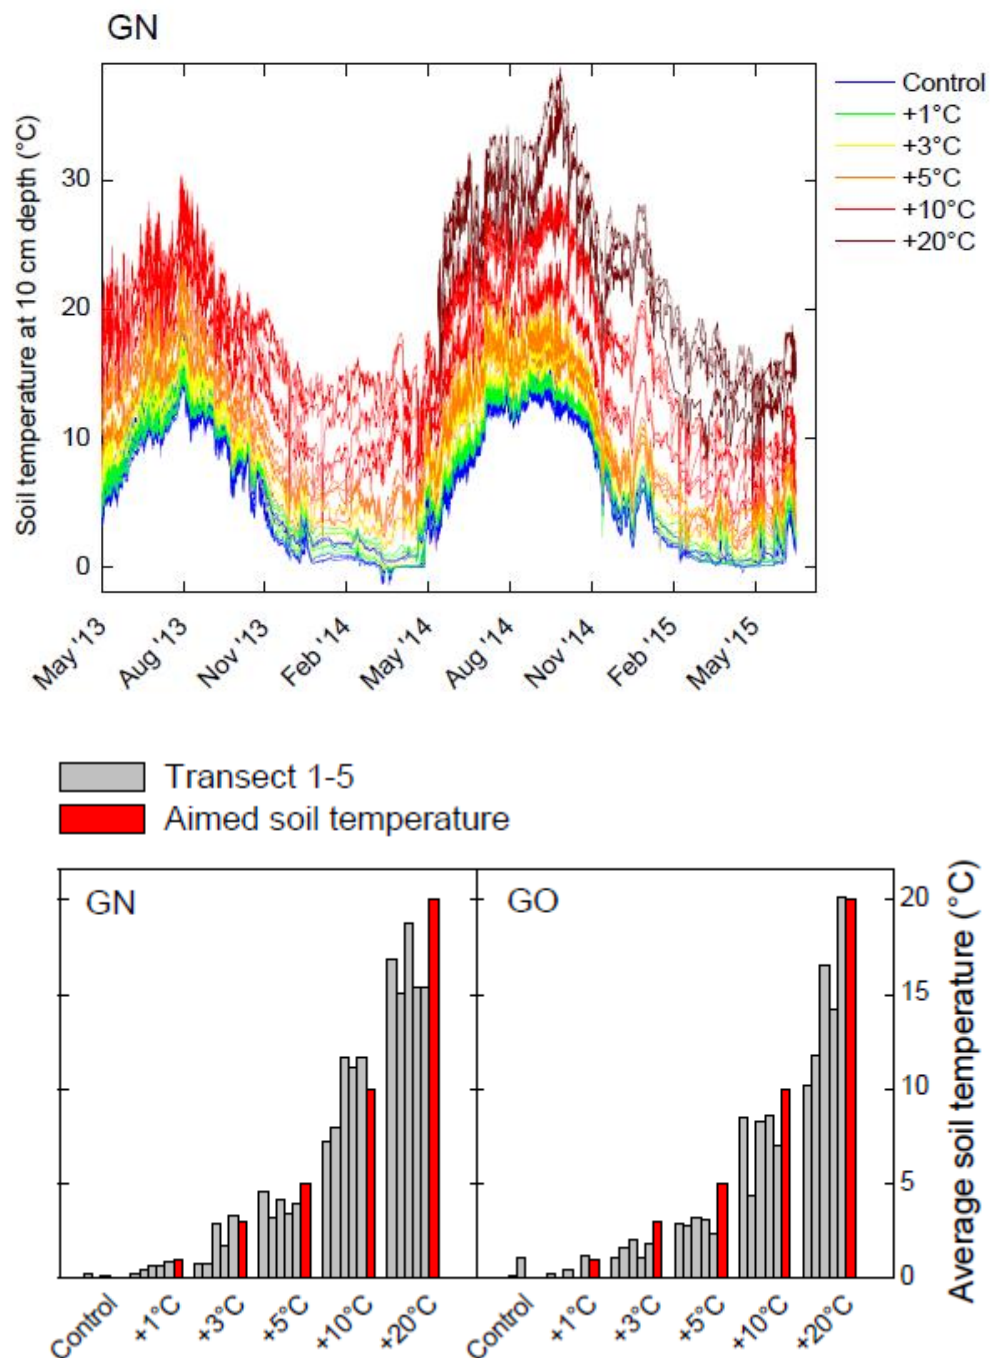 GN
Soil temperature at 10 cm depth (°C)
30
20
10
0
May '13
Aug '13
Nov '13
Feb '14
May '14
Aug '14
Nov '14
Feb '15
May '15
Control
+1°C
+3°C
+5°C
+10°C
+20°C
Transect 1-5
Aimed soil temperature
GN
GO
20
15
10
5
0
Average soil temperature (°C)
Control
+1°C
+3°C
+5°C
+10°C
+20°C
Control
+1°C
+3°C
+5°C
+10°C
+20°C